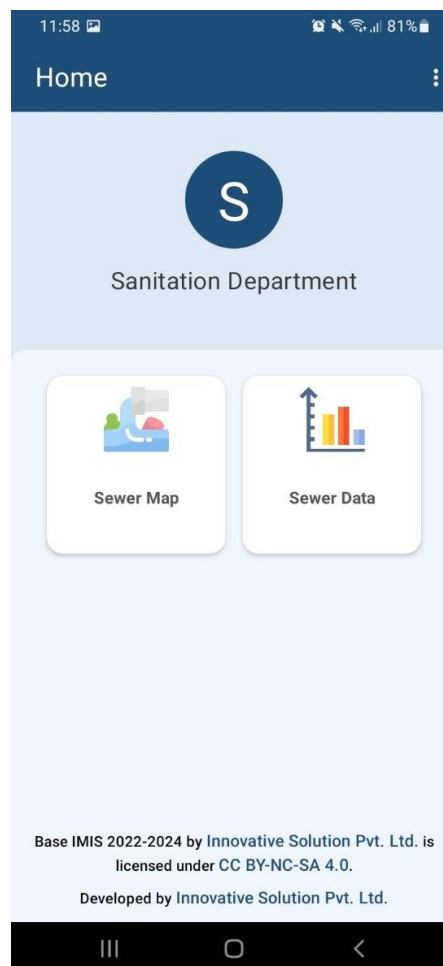 11:58 81%
Home
S
Sanitation Department
Sewer Map Sewer Data
Base IMIS 2022-2024 by Innovative Solution Pvt. Ltd. is
licensed under CC BY-NC-SA 4.0.
Developed by Innovative Solution Pvt. Ltd.